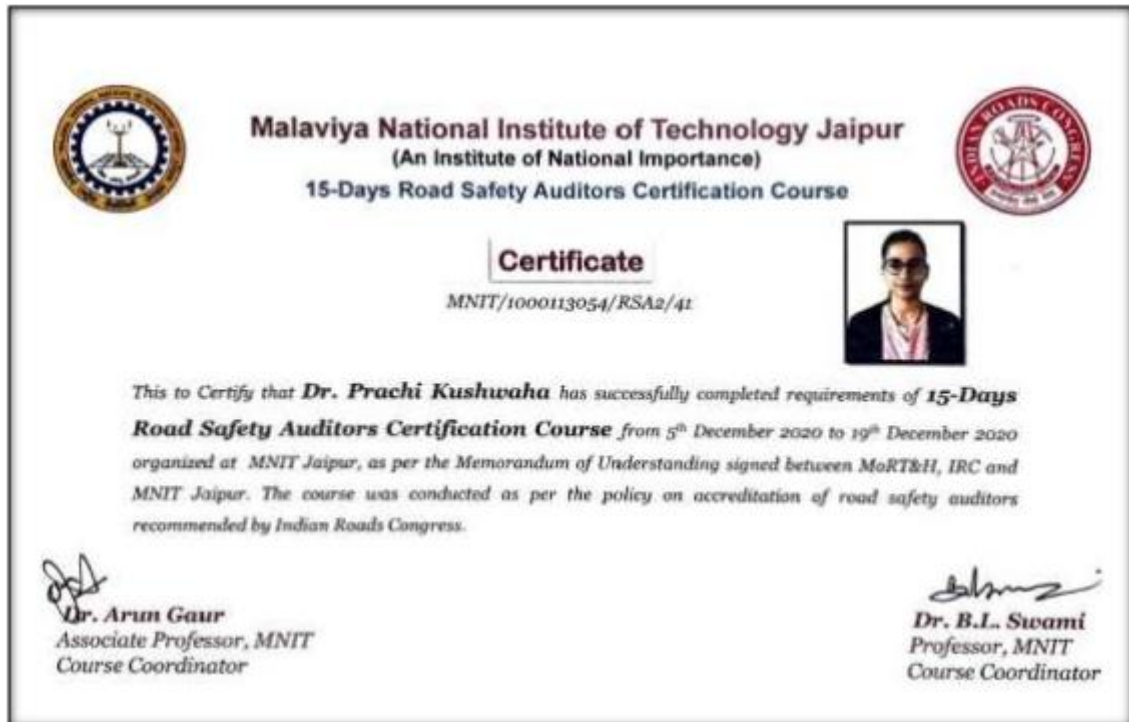 Malaviya National Institute of Technology Jaipur
(An Institute of National Importance)
15-Days Road Safety Auditors Certification Course
INDIAN ROADS CONGRESS
Certificate
MNIT/1000113054/RSA2/41
This to Certify that Dr. Prachi Kushwaha has successfully completed requirements of 15-Days
Road Safety Auditors Certification Course from 5th December 2020 to 19th December 2020
organized at MNIT Jaipur, as per the Memorandum of Understanding signed between MoRT&H, IRC and
MNIT Jaipur. The course was conducted as per the policy on accreditation of road safety auditors
recommended by Indian Roads Congress.
Dr. Arun Gaur
Associate Professor, MNIT
Course Coordinator
Dr. B.L. Swami
Professor, MNIT
Course Coordinator